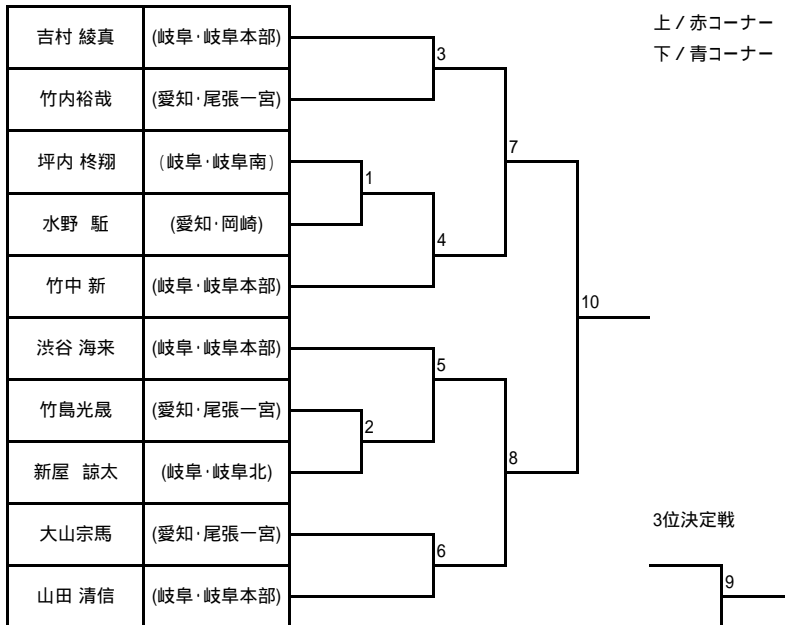 吉村 綾真 (岐阜·岐阜本部)
竹内裕哉 (愛知·尾張一宮)
坪内 柊翔 (岐阜·岐阜南)
水野 駈 (愛知·岡崎)
竹中 新 (岐阜·岐阜本部)
渋谷 海来 (岐阜·岐阜本部)
竹島光晟 (愛知·尾張一宮)
新屋 諒太 (岐阜·岐阜北)
大山宗馬 (愛知·尾張一宮)
山田 清信 (岐阜·岐阜本部)
1
2
3
4
5
6
7
8
10
上 / 赤コーナー
下 / 青コーナー
3位決定戦
9